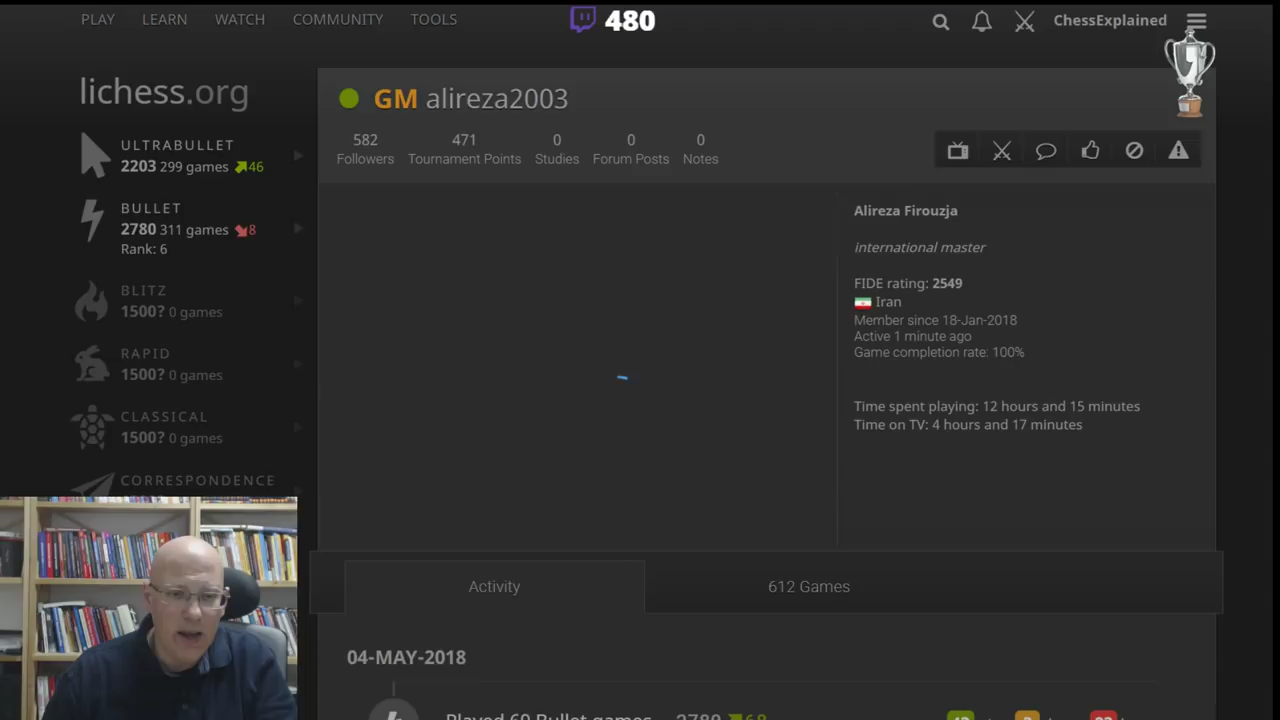 PLAY LEARN WATCH COMMUNITY TOOLS 480 ChessExplained
lichess.org
GM alireza2003
582 471 0 0 0
Followers Tournament Points Studies Forum Posts Notes
ULTRABULLET
2203 299 games 46
BULLET
2780 311 games 8
Rank: 6
BLITZ
1500? 0 games
RAPID
1500? 0 games
CLASSICAL
1500? 0 games
CORRESPONDENCE
Alireza Firouzja
international master
FIDE rating: 2549
Iran
Member since 18-Jan-2018
Active 1 minute ago
Game completion rate: 100%
Time spent playing: 12 hours and 15 minutes
Time on TV: 4 hours and 17 minutes
Activity 612 Games
04-MAY-2018
Played 60 Bullet games 2780 68